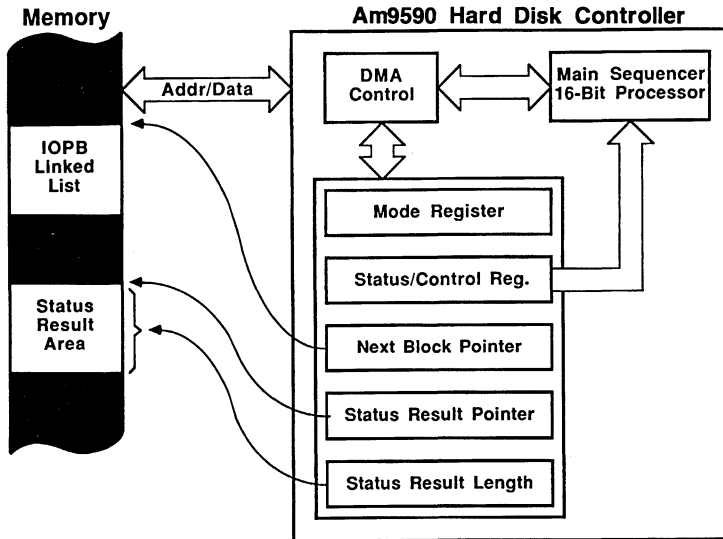 Memory
Am9590 Hard Disk Controller
Addr/Data
DMA
Control
Main Sequencer
16-Bit Processor
IOPB
Linked
List
Mode Register
Status/Control Reg.
Status
Result
Area
Next Block Pointer
Status Result Pointer
Status Result Length